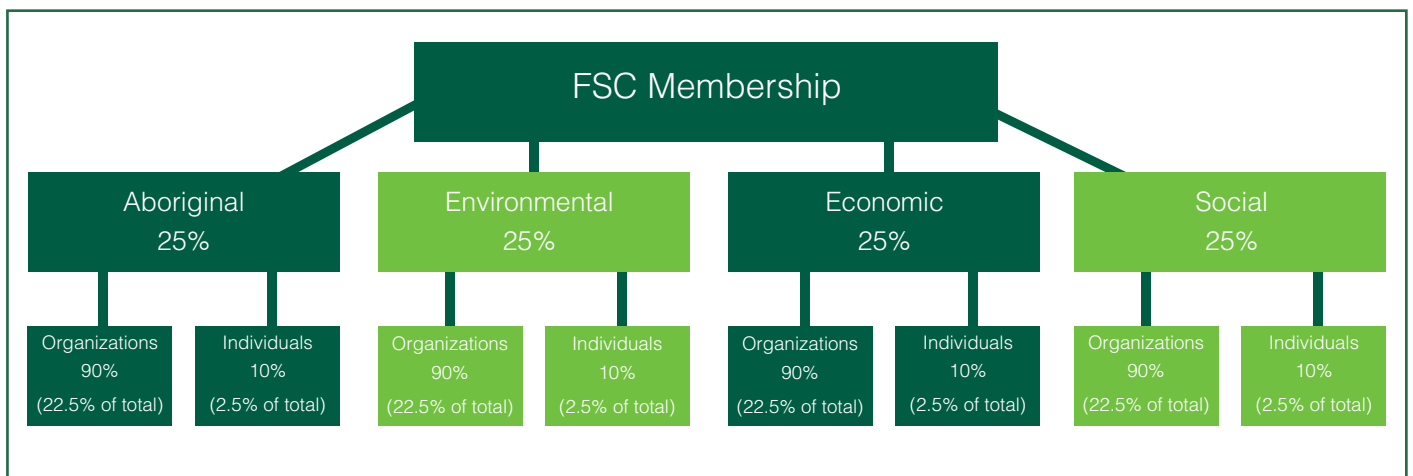 FSC Membership
Aboriginal
25%
Environmental
25%
Economic
25%
Social
25%
Organizations
90%
(22.5% of total)
Individuals
10%
(2.5% of total)
Organizations
90%
(22.5% of total)
Individuals
10%
(2.5% of total)
Organizations
90%
(22.5% of total)
Individuals
10%
(2.5% of total)
Organizations
90%
(22.5% of total)
Individuals
10%
(2.5% of total)